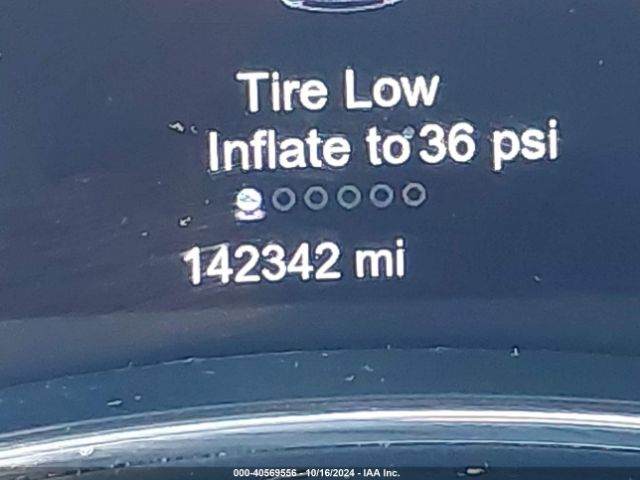 Tire Low
Inflate to 36 psi
142342 mi
000-40569556 - 10/16/2024 - IAA Inc.